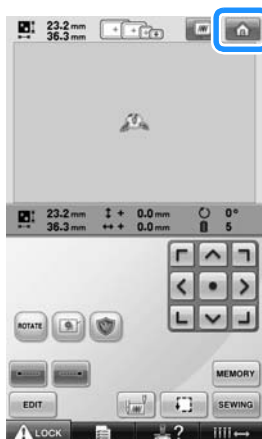 23.2 mm
36.3 mm
23.2 mm + 0.0 mm 0°
36.3 mm + 0.0 mm 5
ROTATE
MEMORY
EDIT SEWING
LOCK ?